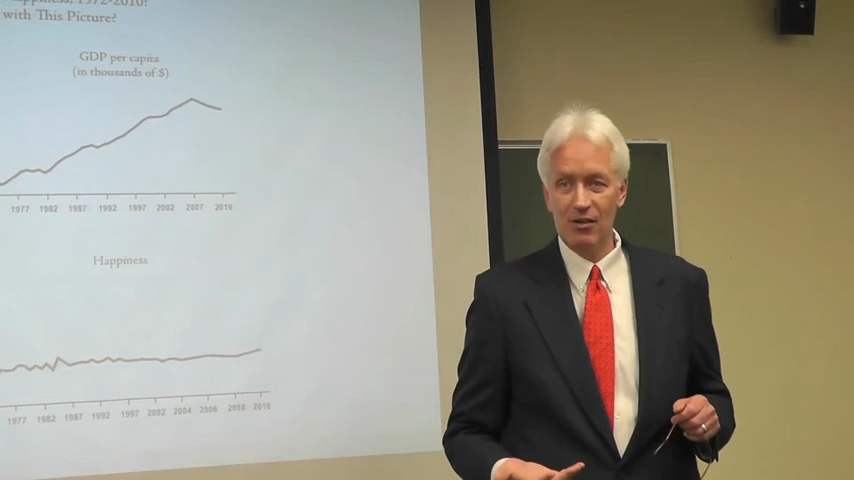 Happiness, 1972-2010:
with This Picture?
GDP per capita
(in thousands of $)
1977 1982 1987 1992 1997 2002 2007 2010
Happiness
1977 1982 1987 1992 1997 2002 2004 2006 2008 2010